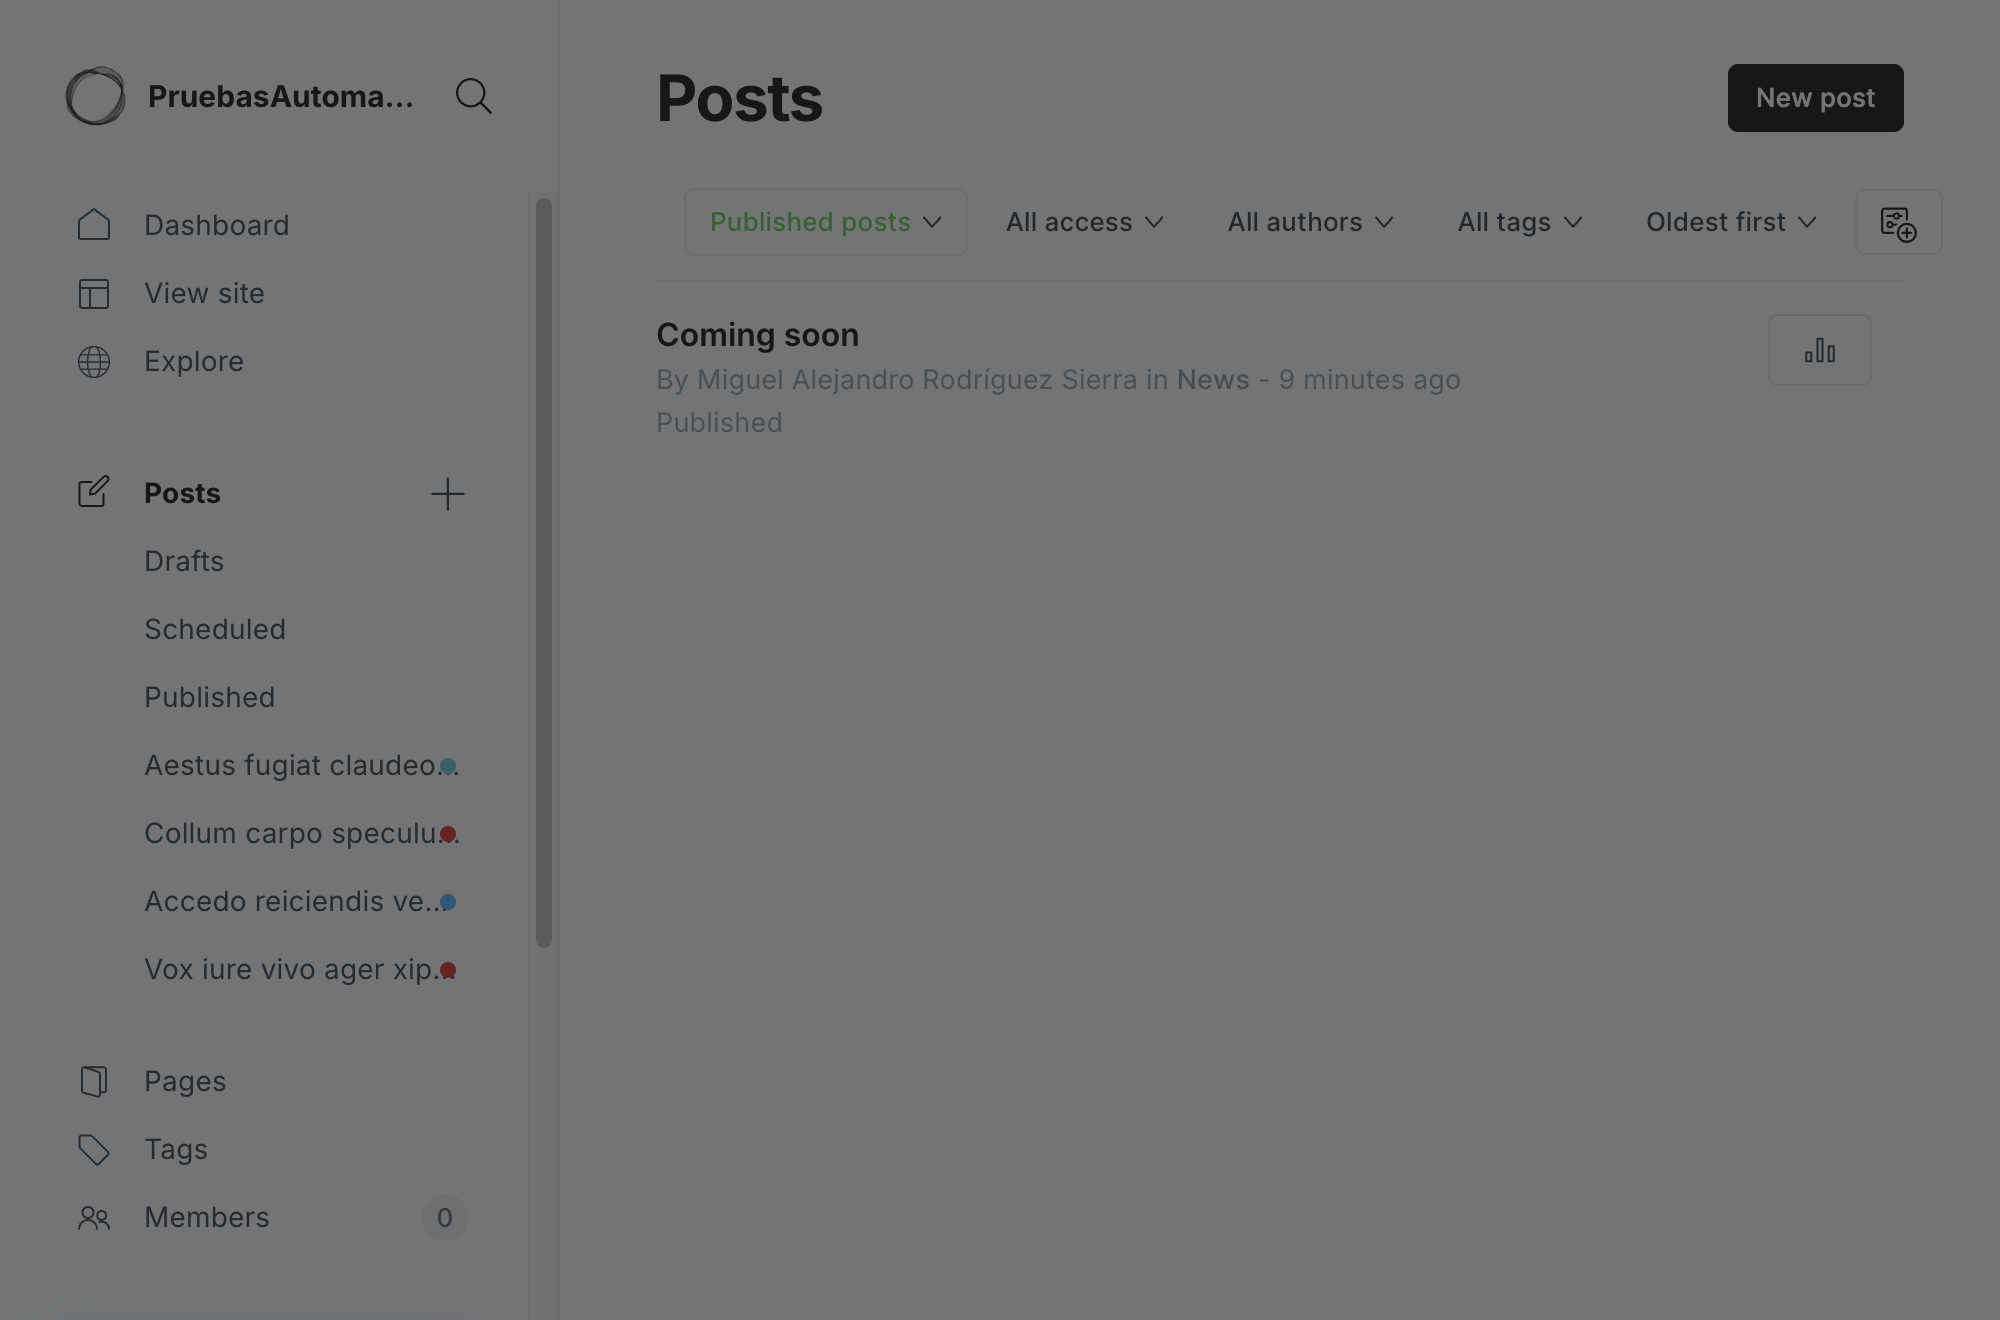 PruebasAutoma...
Dashboard
View site
Explore
Posts
Drafts
Scheduled
Published
Aestus fugiat claudeo...
Collum carpo speculu...
Accedo reiciendis ve...
Vox iure vivo ager xip...
Pages
Tags
Members 0
Posts
New post
Published posts All access All authors All tags Oldest first
Coming soon
By Miguel Alejandro Rodríguez Sierra in News - 9 minutes ago
Published